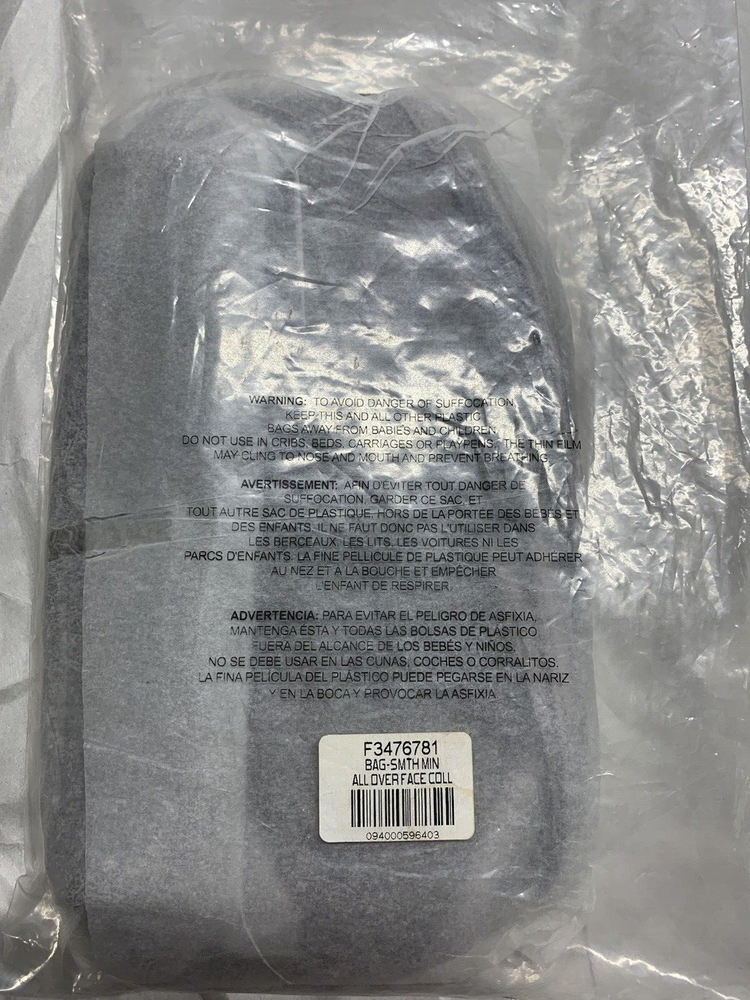 WARNING: TO AVOID DANGER OF SUFFOCATION,
KEEP THIS AND ALL OTHER PLASTIC
BAGS AWAY FROM BABIES AND CHILDREN.
DO NOT USE IN CRIBS, BEDS, CARRIAGES OR PLAYPENS. THE THIN FILM
MAY CLING TO NOSE AND MOUTH AND PREVENT BREATHING.
AVERTISSEMENT: AFIN D'ÉVITER TOUT DANGER DE
SUFFOCATION, GARDER CE SAC, ET
TOUT AUTRE SAC DE PLASTIQUE, HORS DE LA PORTÉE DES BÉBÉS ET
DES ENFANTS. IL NE FAUT DONC PAS L'UTILISER DANS
LES BERCEAUX, LES LITS, LES VOITURES NI LES
PARCS D'ENFANTS. LA FINE PELLICULE DE PLASTIQUE PEUT ADHÉRER
AU NEZ ET À LA BOUCHE ET EMPÊCHER
L'ENFANT DE RESPIRER.
ADVERTENCIA: PARA EVITAR EL PELIGRO DE ASFIXIA,
MANTENGA ÉSTA Y TODAS LAS BOLSAS DE PLÁSTICO
FUERA DEL ALCANCE DE LOS BEBÉS Y NIÑOS.
NO SE DEBE USAR EN LAS CUNAS, COCHES O CORRALITOS.
LA FINA PELÍCULA DEL PLÁSTICO PUEDE PEGARSE EN LA NARIZ
Y EN LA BOCA Y PROVOCAR LA ASFIXIA.
F3476781
BAG-SMTH MIN
ALL OVER FACE COLL
094000596403